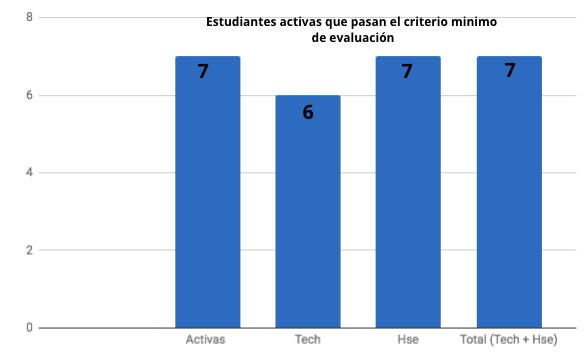 Estudiantes activas que pasan el criterio minimo
de evaluación
8
6
4
2
0
7
6
7
7
Activas
Tech
Hse
Total (Tech + Hse)